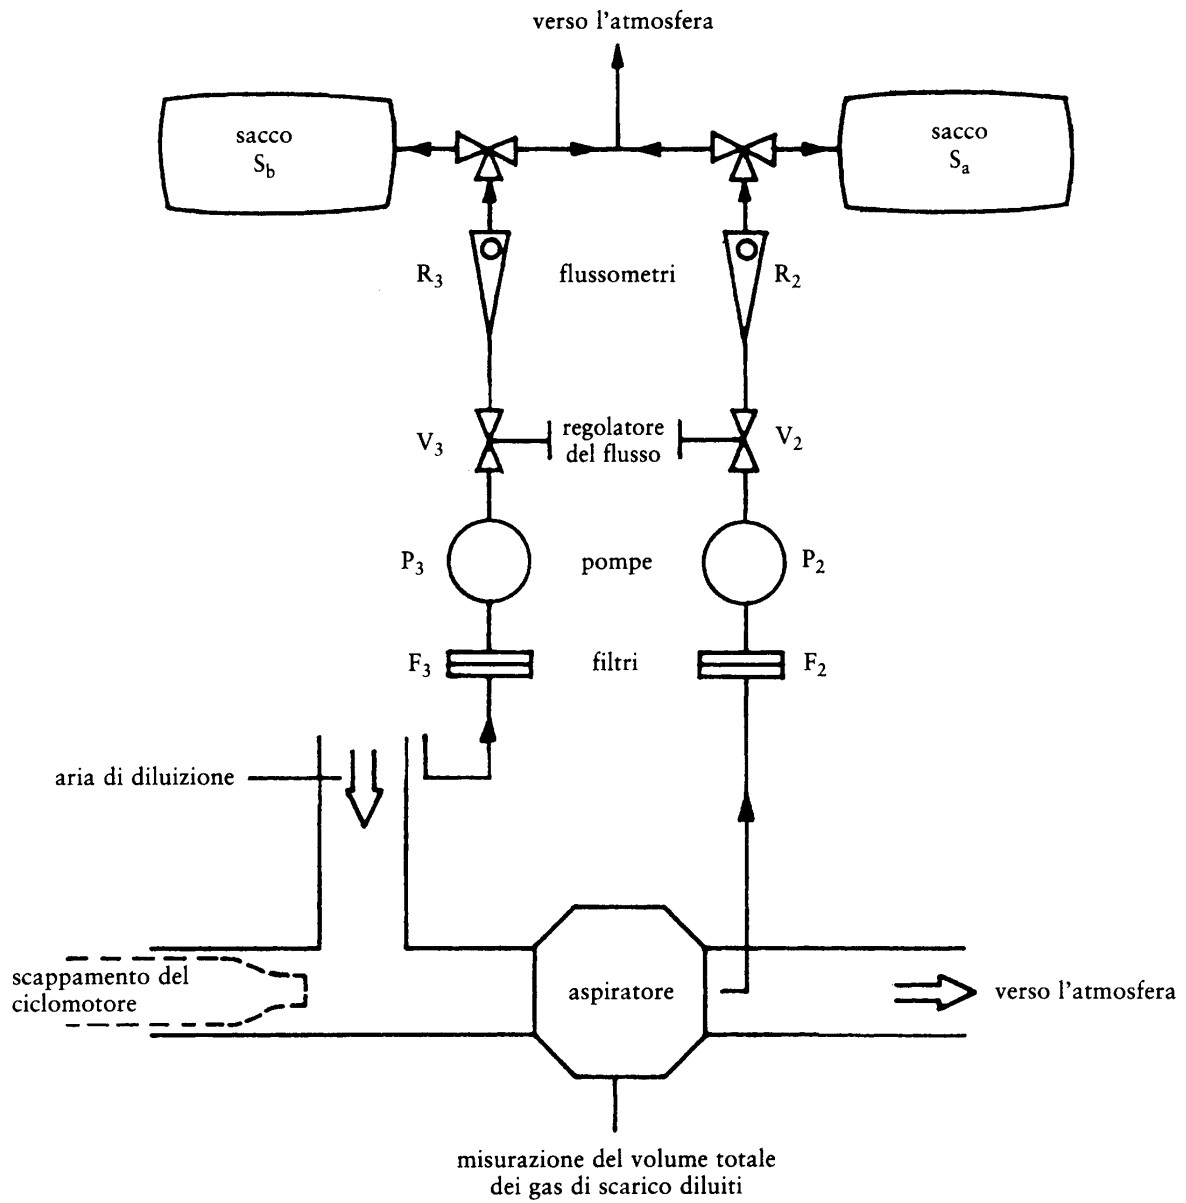 verso l'atmosfera
sacco
S_b
sacco
S_a
R_3
flussometri
R_2
V_3
regolatore
del flusso
V_2
P_3
pompe
P_2
F_3
filtri
F_2
aria di diluizione
scappamento del
ciclomotore
aspiratore
verso l'atmosfera
misurazione del volume totale
dei gas di scarico diluiti